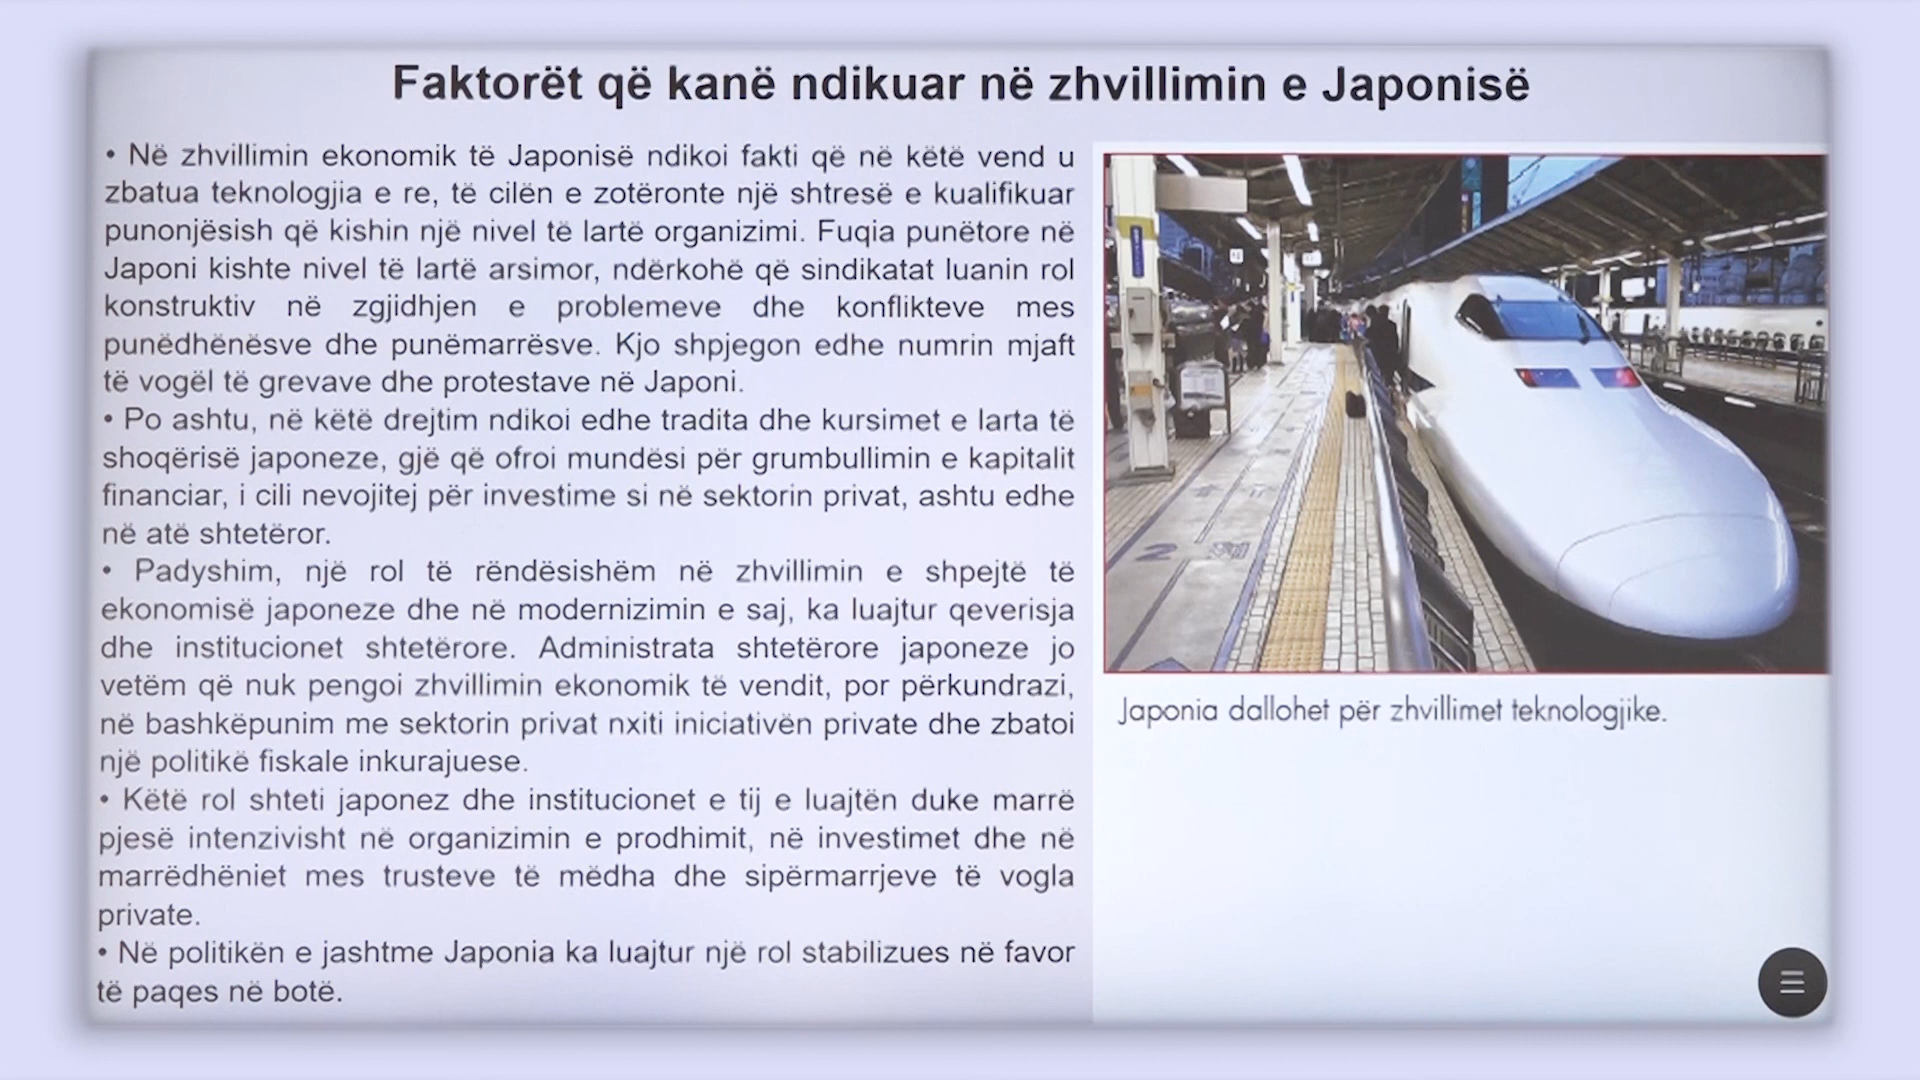 Faktorët që kanë ndikuar në zhvillimin e Japonisë
• Në zhvillimin ekonomik të Japonisë ndikoi fakti që në këtë vend u
zbatua teknologjia e re, të cilën e zotëronte një shtresë e kualifikuar
punonjësish që kishin një nivel të lartë organizimi. Fuqia punëtore në
Japoni kishte nivel të lartë arsimor, ndërkohë që sindikatat luanin rol
konstruktiv në zgjidhjen e problemeve dhe konflikteve mes
punëdhënësve dhe punëmarrësve. Kjo shpjegon edhe numrin mjaft
të vogël të grevave dhe protestave në Japoni.
• Po ashtu, në këtë drejtim ndikoi edhe tradita dhe kursimet e larta të
shoqërisë japoneze, gjë që ofroi mundësi për grumbullimin e kapitalit
financiar, i cili nevojitej për investime si në sektorin privat, ashtu edhe
në atë shtetëror.
• Padyshim, një rol të rëndësishëm në zhvillimin e shpejtë të
ekonomisë japoneze dhe në modernizimin e saj, ka luajtur qeverisja
dhe institucionet shtetërore. Administrata shtetërore japoneze jo
vetëm që nuk pengoi zhvillimin ekonomik të vendit, por përkundrazi,
në bashkëpunim me sektorin privat nxiti iniciativën private dhe zbatoi
një politikë fiskale inkurajuese.
• Këtë rol shteti japonez dhe institucionet e tij e luajtën duke marrë
pjesë intenzivisht në organizimin e prodhimit, në investimet dhe në
marrëdhëniet mes trusteve të mëdha dhe sipërmarrjeve të vogla
private.
• Në politikën e jashtme Japonia ka luajtur një rol stabilizues në favor
të paqes në botë.
Japonia dallohet për zhvillimet teknologjike.
2